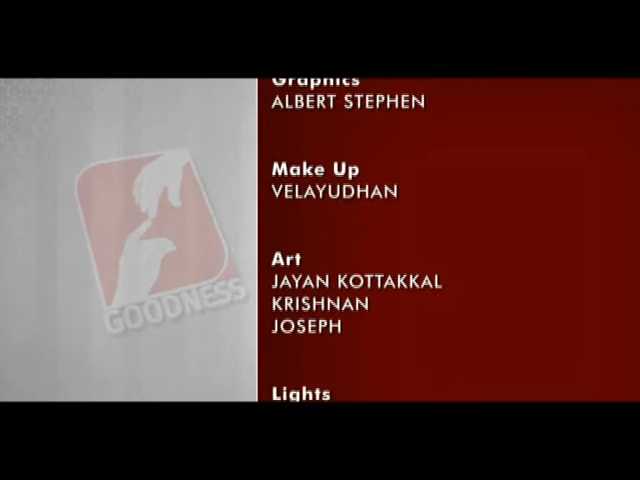 Graphics
ALBERT STEPHEN
Make Up
VELAYUDHAN
Art
JAYAN KOTTAKKAL
KRISHNAN
JOSEPH
Lights
GOODNESS